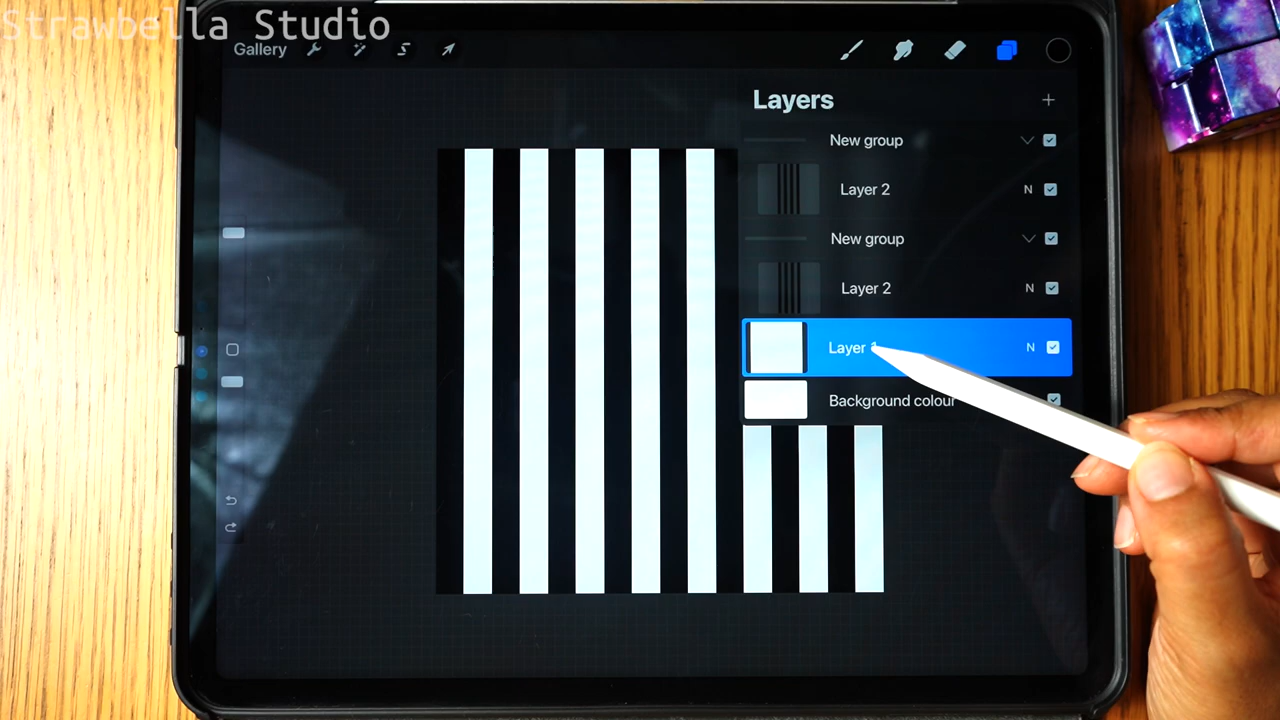 Strawbella Studio
Gallery
Layers
New group
Layer 2 N
New group
Layer 2 N
Layer N
Background colour